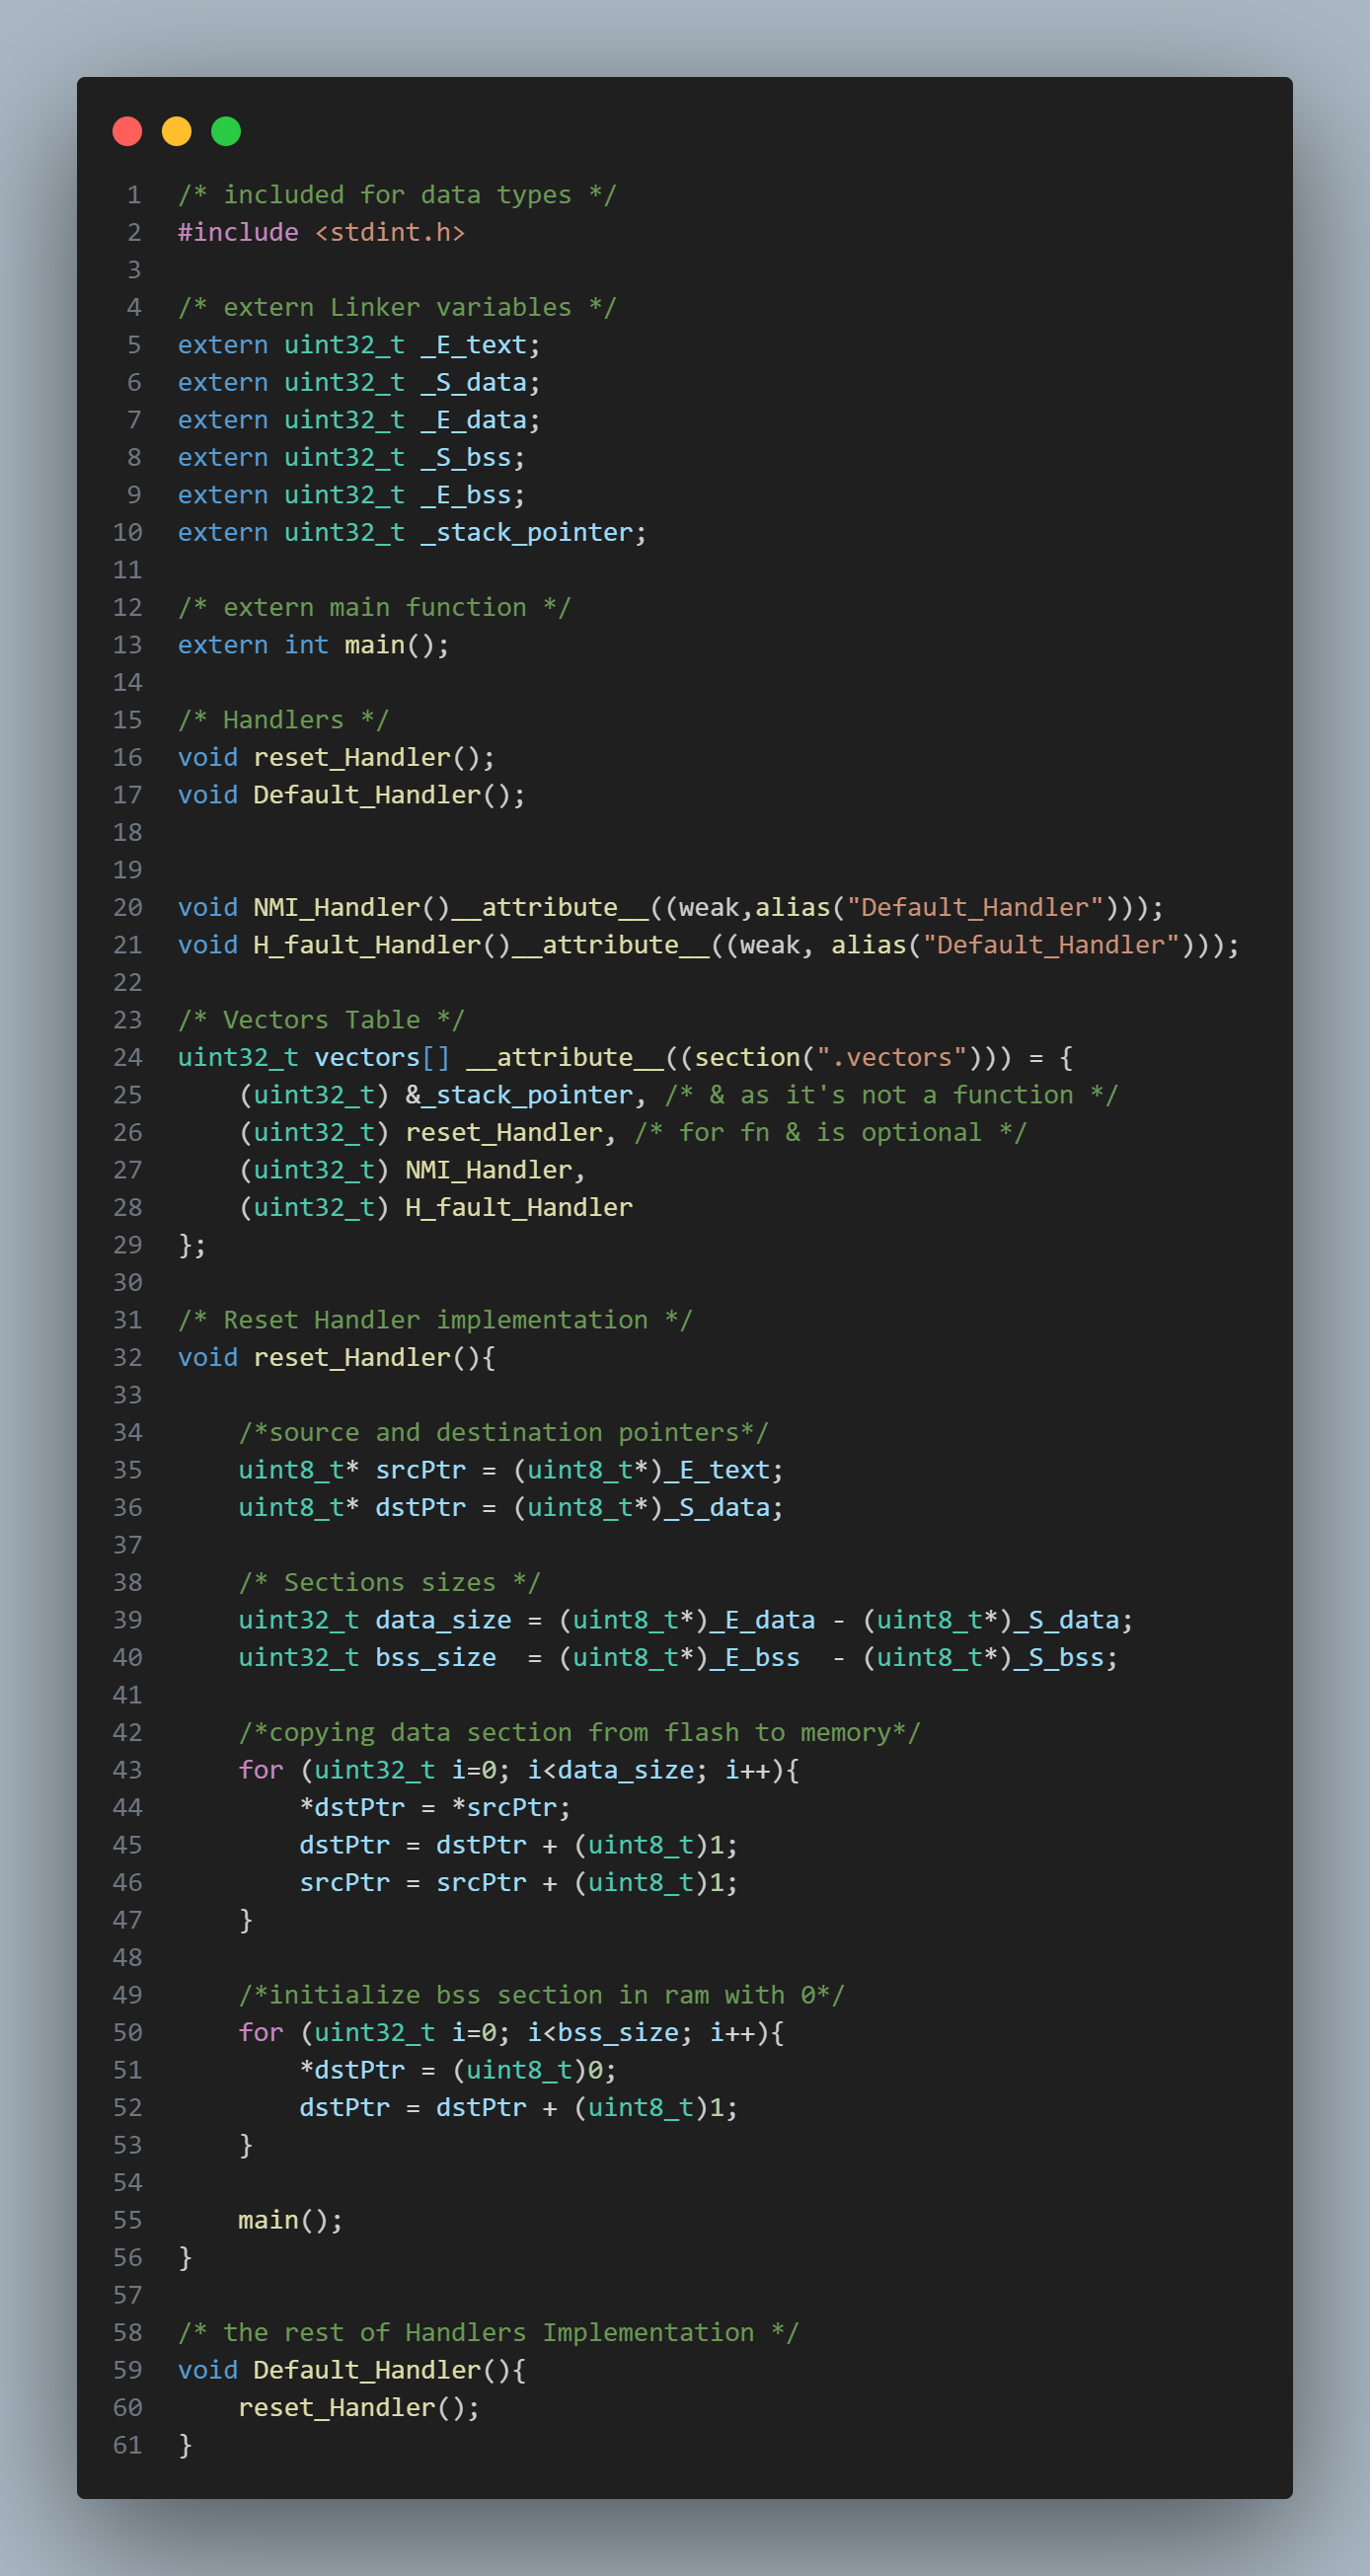 1 /* included for data types */
2 #include <stdint.h>
3
4 /* extern Linker variables */
5 extern uint32_t _E_text;
6 extern uint32_t _S_data;
7 extern uint32_t _E_data;
8 extern uint32_t _S_bss;
9 extern uint32_t _E_bss;
10 extern uint32_t _stack_pointer;
11
12 /* extern main function */
13 extern int main();
14
15 /* Handlers */
16 void reset_Handler();
17 void Default_Handler();
18
19
20 void NMI_Handler()__attribute__((weak,alias("Default_Handler")));
21 void H_fault_Handler()__attribute__((weak, alias("Default_Handler")));
22
23 /* Vectors Table */
24 uint32_t vectors[] __attribute__((section(".vectors"))) = {
25     (uint32_t) &_stack_pointer, /* & as it's not a function */
26     (uint32_t) reset_Handler, /* for fn & is optional */
27     (uint32_t) NMI_Handler,
28     (uint32_t) H_fault_Handler
29 };
30
31 /* Reset Handler implementation */
32 void reset_Handler(){
33
34     /*source and destination pointers*/
35     uint8_t* srcPtr = (uint8_t*)_E_text;
36     uint8_t* dstPtr = (uint8_t*)_S_data;
37
38     /* Sections sizes */
39     uint32_t data_size = (uint8_t*)_E_data - (uint8_t*)_S_data;
40     uint32_t bss_size  = (uint8_t*)_E_bss  - (uint8_t*)_S_bss;
41
42     /*copying data section from flash to memory*/
43     for (uint32_t i=0; i<data_size; i++){
44         *dstPtr = *srcPtr;
45         dstPtr = dstPtr + (uint8_t)1;
46         srcPtr = srcPtr + (uint8_t)1;
47     }
48
49     /*initialize bss section in ram with 0*/
50     for (uint32_t i=0; i<bss_size; i++){
51         *dstPtr = (uint8_t)0;
52         dstPtr = dstPtr + (uint8_t)1;
53     }
54
55     main();
56 }
57
58 /* the rest of Handlers Implementation */
59 void Default_Handler(){
60     reset_Handler();
61 }